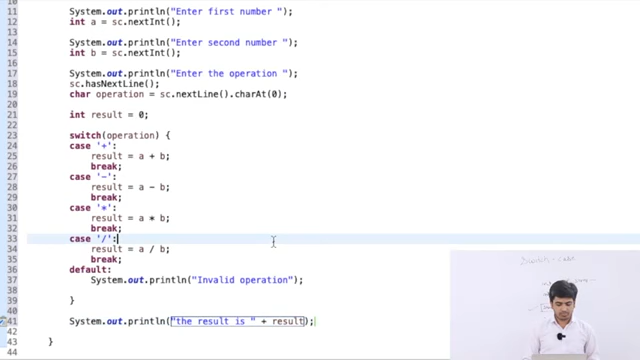 10
11 System.out.println("Enter first number ");
12 int a = sc.nextInt();
13
14 System.out.println("Enter second number ");
15 int b = sc.nextInt();
16
17 System.out.println("Enter the operation ");
18 sc.hasNextLine();
19 char operation = sc.nextLine().charAt(0);
20
21 int result = 0;
22
23 switch(operation) {
24 case '+':
25 result = a + b;
26 break;
27 case '-':
28 result = a - b;
29 break;
30 case '*':
31 result = a * b;
32 break;
33 case '/':
34 result = a / b;
35 break;
36 default:
37 System.out.println("Invalid operation");
38
39 }
40
41 System.out.println("the result is " + result);
42
43 }
44